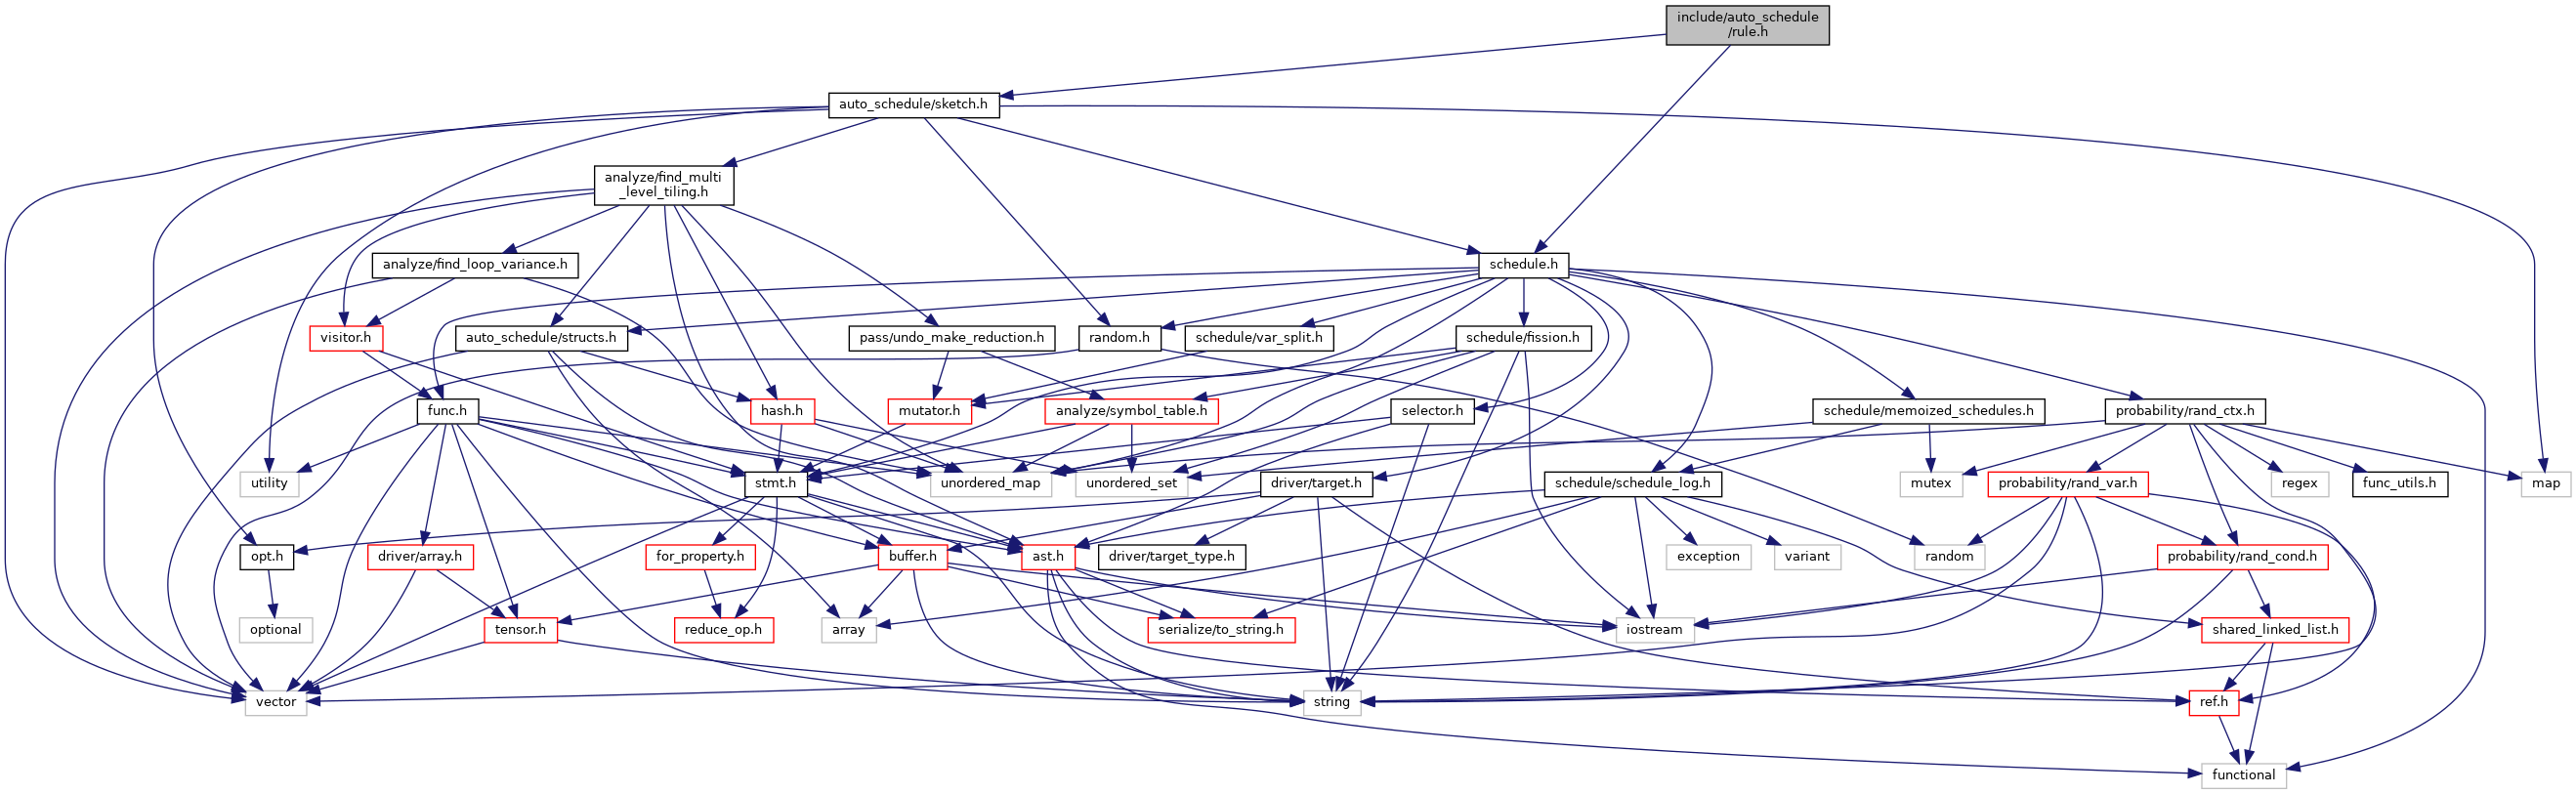 include/auto_schedule
/rule.h
auto_schedule/sketch.h
analyze/find_multi
_level_tiling.h
analyze/find_loop_variance.h
schedule.h
visitor.h
auto_schedule/structs.h
pass/undo_make_reduction.h
random.h
schedule/var_split.h
schedule/fission.h
func.h
hash.h
mutator.h
analyze/symbol_table.h
selector.h
schedule/memoized_schedules.h
probability/rand_ctx.h
utility
stmt.h
unordered_map
unordered_set
driver/target.h
schedule/schedule_log.h
mutex
probability/rand_var.h
regex
func_utils.h
map
opt.h
driver/array.h
for_property.h
buffer.h
ast.h
driver/target_type.h
exception
variant
random
probability/rand_cond.h
optional
tensor.h
reduce_op.h
array
serialize/to_string.h
iostream
shared_linked_list.h
vector
string
ref.h
functional